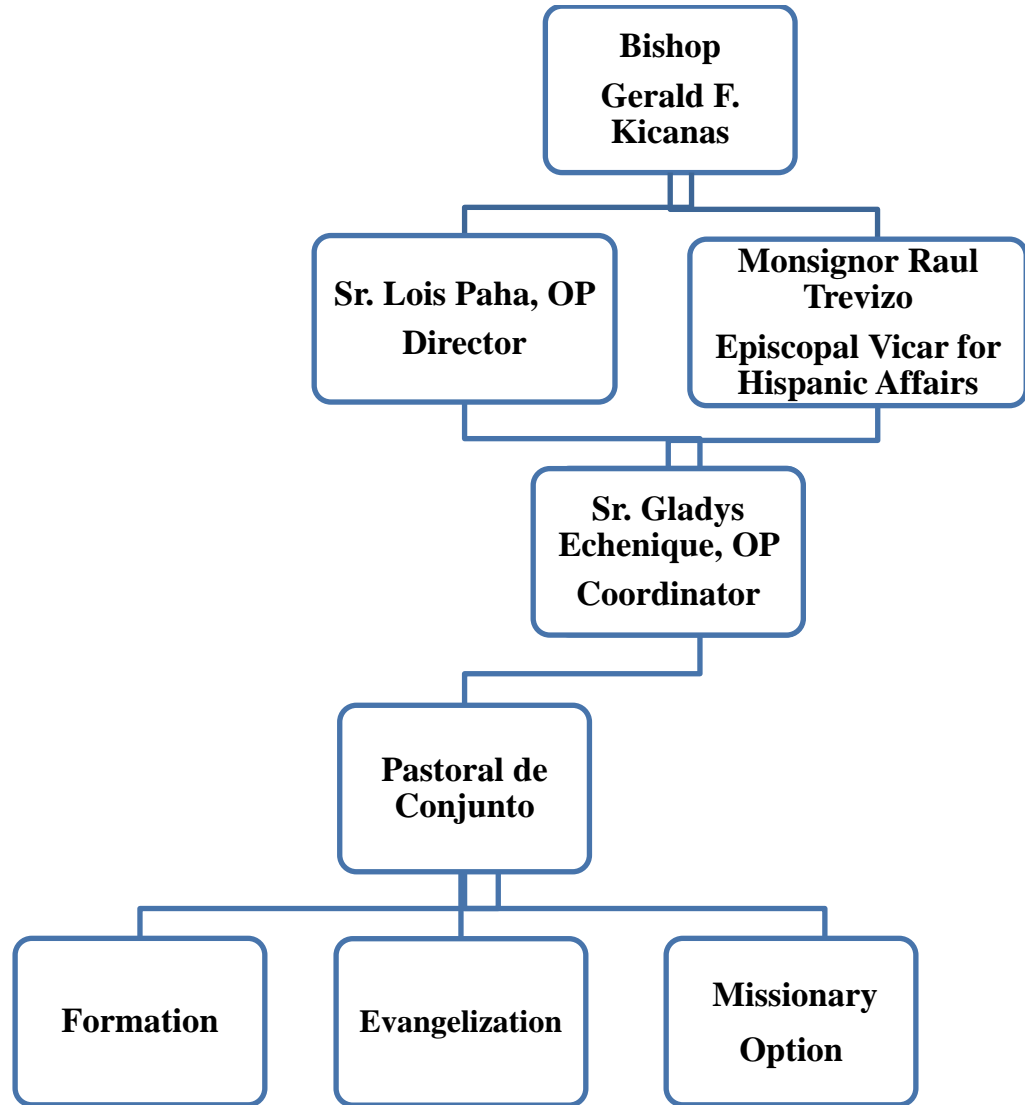 Bishop
Gerald F.
Kicanas
Sr. Lois Paha, OP
Director
Monsignor Raul
Trevizo
Episcopal Vicar for
Hispanic Affairs
Sr. Gladys
Echenique, OP
Coordinator
Pastoral de
Conjunto
Formation
Evangelization
Missionary
Option